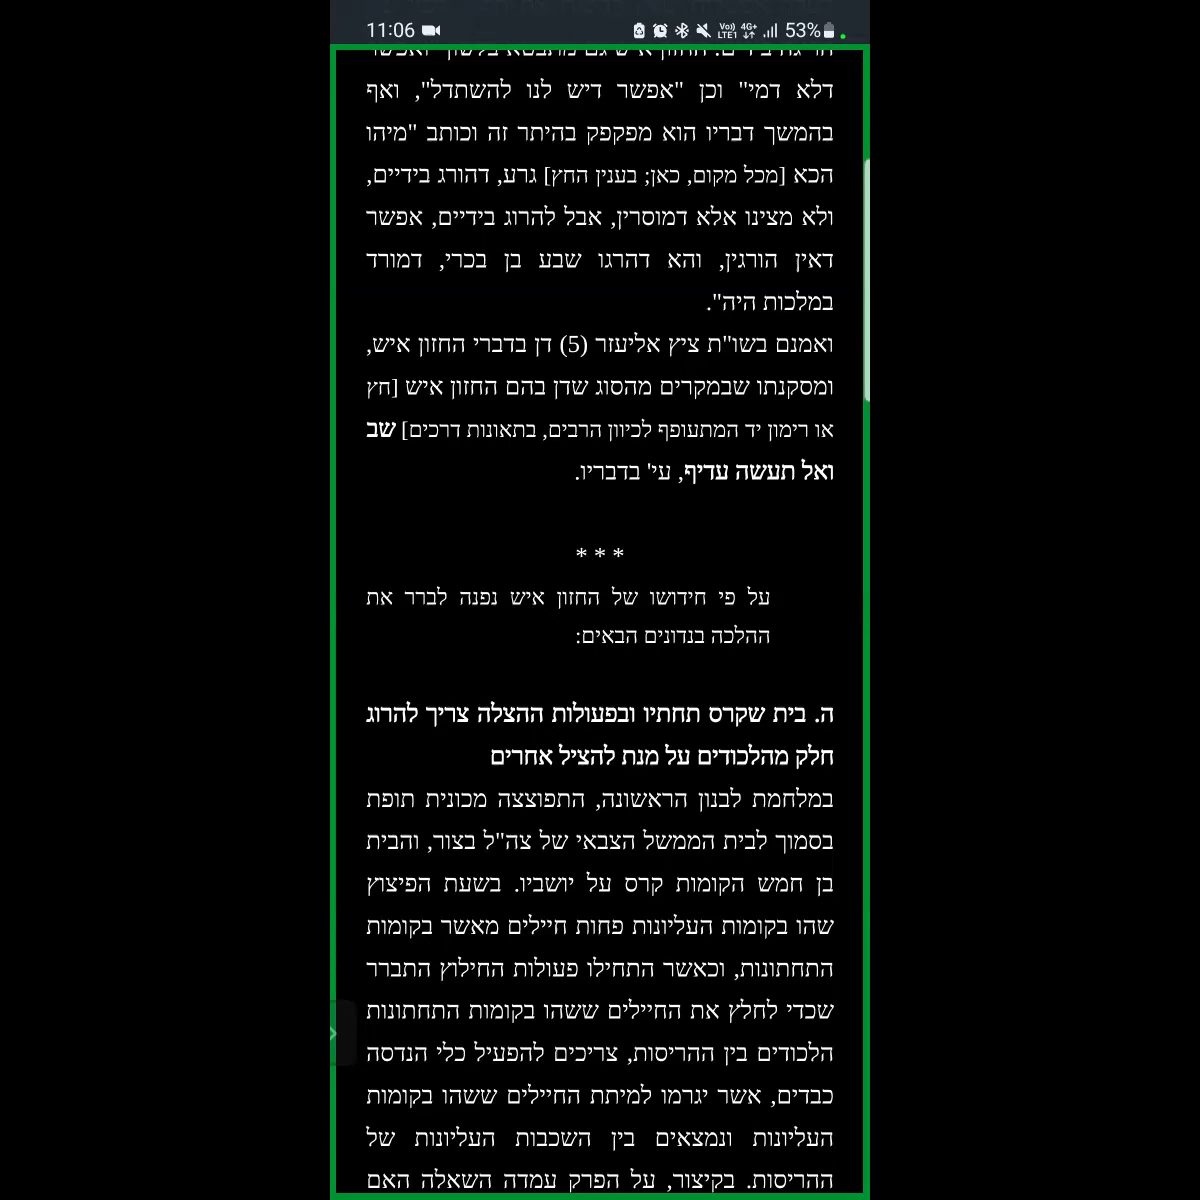 11:06 Vo)) LTE1 4G+ 53%
דלא דמי" וכן "אפשר דיש לנו להשתדל", ואף
בהמשך דבריו הוא מפקפק בהיתר זה וכותב "מיהו
הכא [מכל מקום, כאן; בענין החץ] גרע, דהורג בידיים,
ולא מצינו אלא דמוסרין, אבל להרוג בידיים, אפשר
דאין הורגין, והא דהרגו שבע בן בכרי, דמורד
במלכות היה".
ואמנם בשו"ת ציץ אליעזר (5) דן בדברי החזון איש,
ומסקנתו שבמקרים מהסוג שדן בהם החזון איש [חץ
או רימון יד המתעופף לכיוון הרבים, בתאונות דרכים] שב
ואל תעשה עדיף, עי' בדבריו.
* * *
על פי חידושו של החזון איש נפנה לברר את
ההלכה בנדונים הבאים:
ה. בית שקרס תחתיו ובפעולות ההצלה צריך להרוג
חלק מהלכודים על מנת להציל אחרים
במלחמת לבנון הראשונה, התפוצצה מכונית תופת
בסמוך לבית הממשל הצבאי של צה"ל בצור, והבית
בן חמש הקומות קרס על יושביו. בשעת הפיצוץ
שהו בקומות העליונות פחות חיילים מאשר בקומות
התחתונות, וכאשר התחילו פעולות החילוץ התברר
שכדי לחלץ את החיילים ששהו בקומות התחתונות
הלכודים בין ההריסות, צריכים להפעיל כלי הנדסה
כבדים, אשר יגרמו למיתת החיילים ששהו בקומות
העליונות ונמצאים בין השכבות העליונות של
ההריסות. בקיצור, על הפרק עמדה השאלה האם